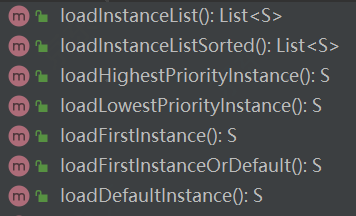 m loadInstanceList(): List<S>
m loadInstanceListSorted(): List<S>
m loadHighestPriorityInstance(): S
m loadLowestPriorityInstance(): S
m loadFirstInstance(): S
m loadFirstInstanceOrDefault(): S
m loadDefaultInstance(): S